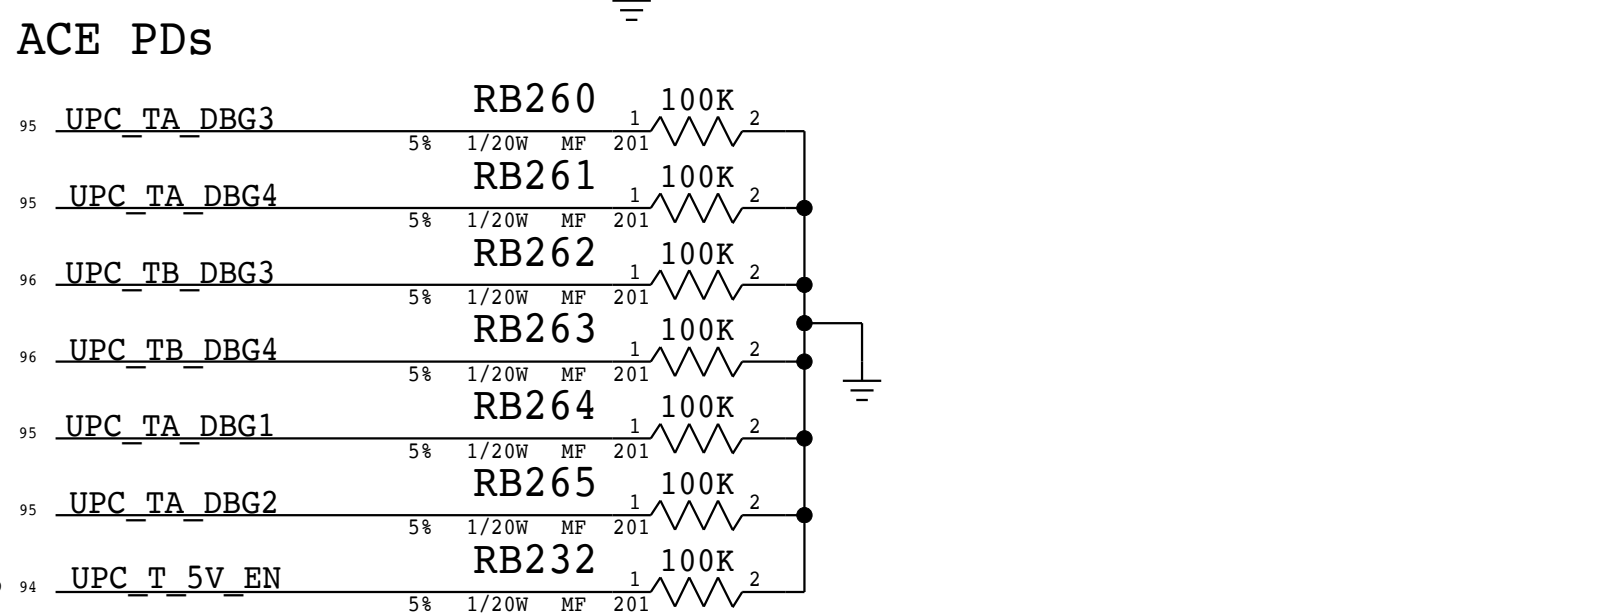 ACE PDs
RB260 100K
95 UPC_TA_DBG3 1 2
5% 1/20W MF 201
RB261 100K
95 UPC_TA_DBG4 1 2
5% 1/20W MF 201
RB262 100K
96 UPC_TB_DBG3 1 2
5% 1/20W MF 201
RB263 100K
96 UPC_TB_DBG4 1 2
5% 1/20W MF 201
RB264 100K
95 UPC_TA_DBG1 1 2
5% 1/20W MF 201
RB265 100K
95 UPC_TA_DBG2 1 2
5% 1/20W MF 201
RB232 100K
94 UPC_T_5V_EN 1 2
5% 1/20W MF 201